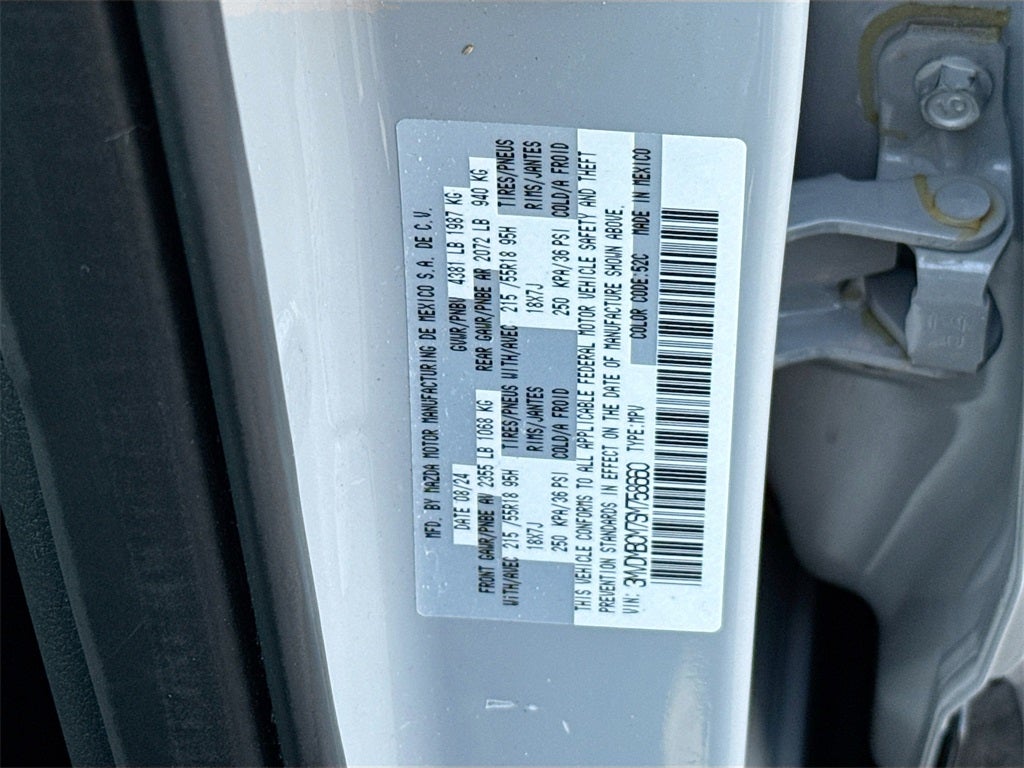 MFD. BY MAZDA MOTOR MANUFACTURING DE MEXICO S.A. DE C.V.
DATE 08/24 GVWR/PNBV 4381 LB 1987 KG
FRONT GAWR/PNBE AV 2355 LB 1068 KG REAR GAWR/PNBE AR 2072 LB 940 KG
WITH/AVEC 215 /55R18 95H TIRES/PNEUS WITH/AVEC 215 /55R18 95H TIRES/PNEUS
18X7J RIMS/JANTES 18X7J RIMS/JANTES
250 KPA/36 PSI COLD/A FROID 250 KPA/36 PSI COLD/A FROID
THIS VEHICLE CONFORMS TO ALL APPLICABLE FEDERAL MOTOR VEHICLE SAFETY AND THEFT
PREVENTION STANDARDS IN EFFECT ON THE DATE OF MANUFACTURE SHOWN ABOVE.
VIN: 3MVDMBCM7SM758660 TYPE:MPV COLOR CODE:52C MADE IN MEXICO